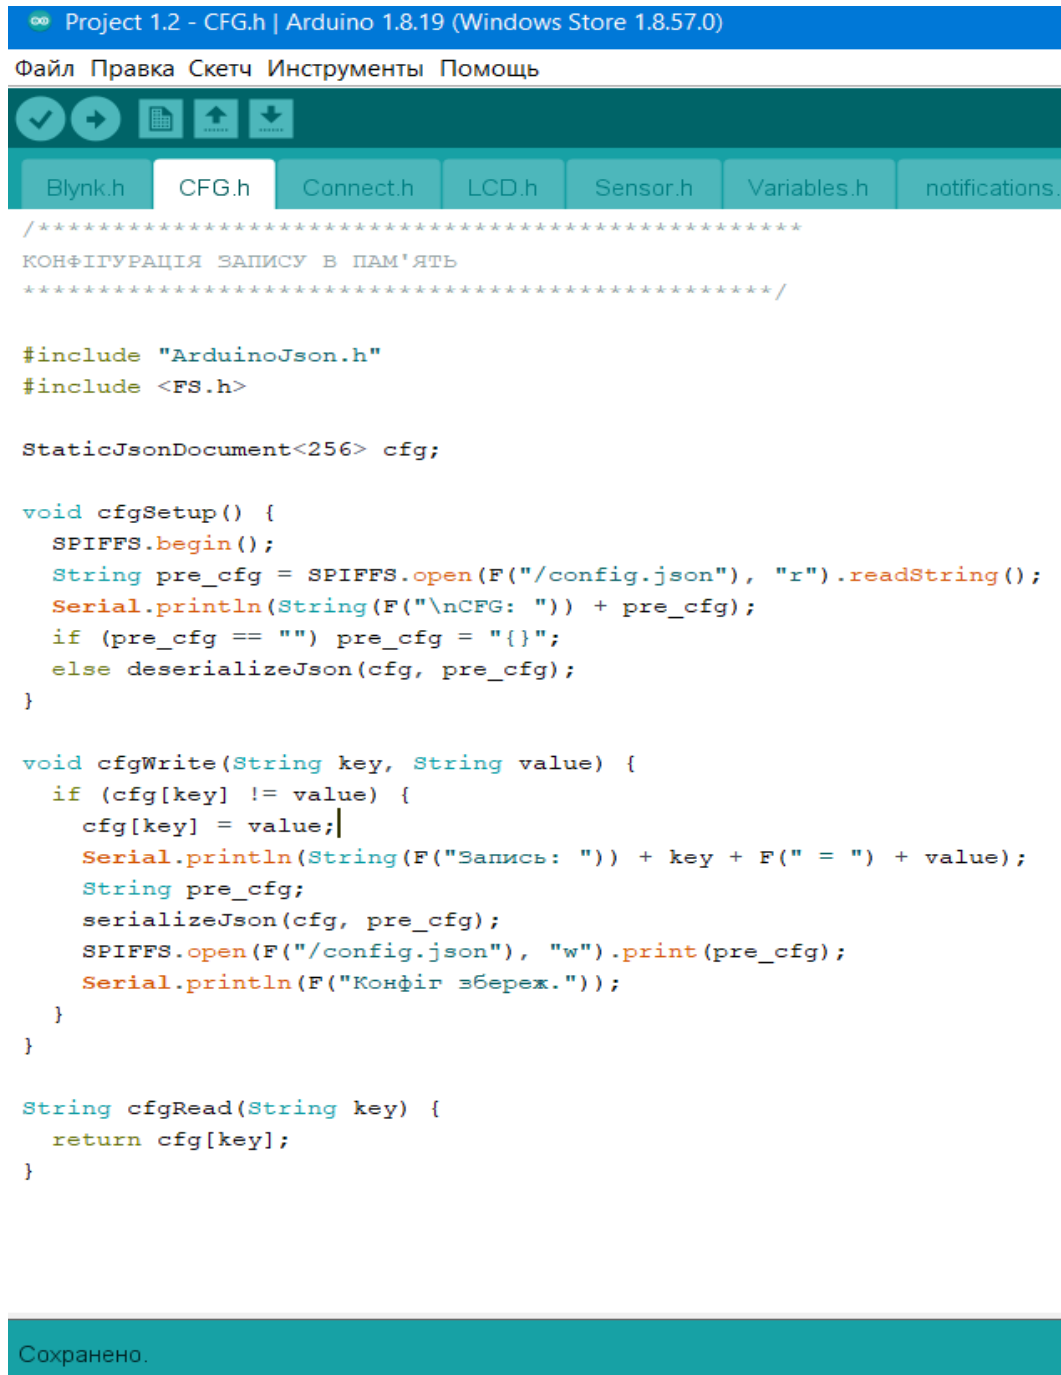 Project 1.2 - CFG.h | Arduino 1.8.19 (Windows Store 1.8.57.0)
Файл Правка Скетч Инструменты Помощь
Blynk.h CFG.h Connect.h LCD.h Sensor.h Variables.h notifications.
/***************************************************
КОНФІГУРАЦІЯ ЗАПИСУ В ПАМ'ЯТЬ
**************************************************/
#include "ArduinoJson.h"
#include <FS.h>
StaticJsonDocument<256> cfg;
void cfgSetup() {
  SPIFFS.begin();
  String pre_cfg = SPIFFS.open(F("/config.json"), "r").readString();
  Serial.println(String(F("\nCFG: ")) + pre_cfg);
  if (pre_cfg == "") pre_cfg = "{}";
  else deserializeJson(cfg, pre_cfg);
}
void cfgWrite(String key, String value) {
  if (cfg[key] != value) {
    cfg[key] = value;
    Serial.println(String(F("Запись: ")) + key + F(" = ") + value);
    String pre_cfg;
    serializeJson(cfg, pre_cfg);
    SPIFFS.open(F("/config.json"), "w").print(pre_cfg);
    Serial.println(F("Конфіг збереж."));
  }
}
String cfgRead(String key) {
  return cfg[key];
}
Сохранено.